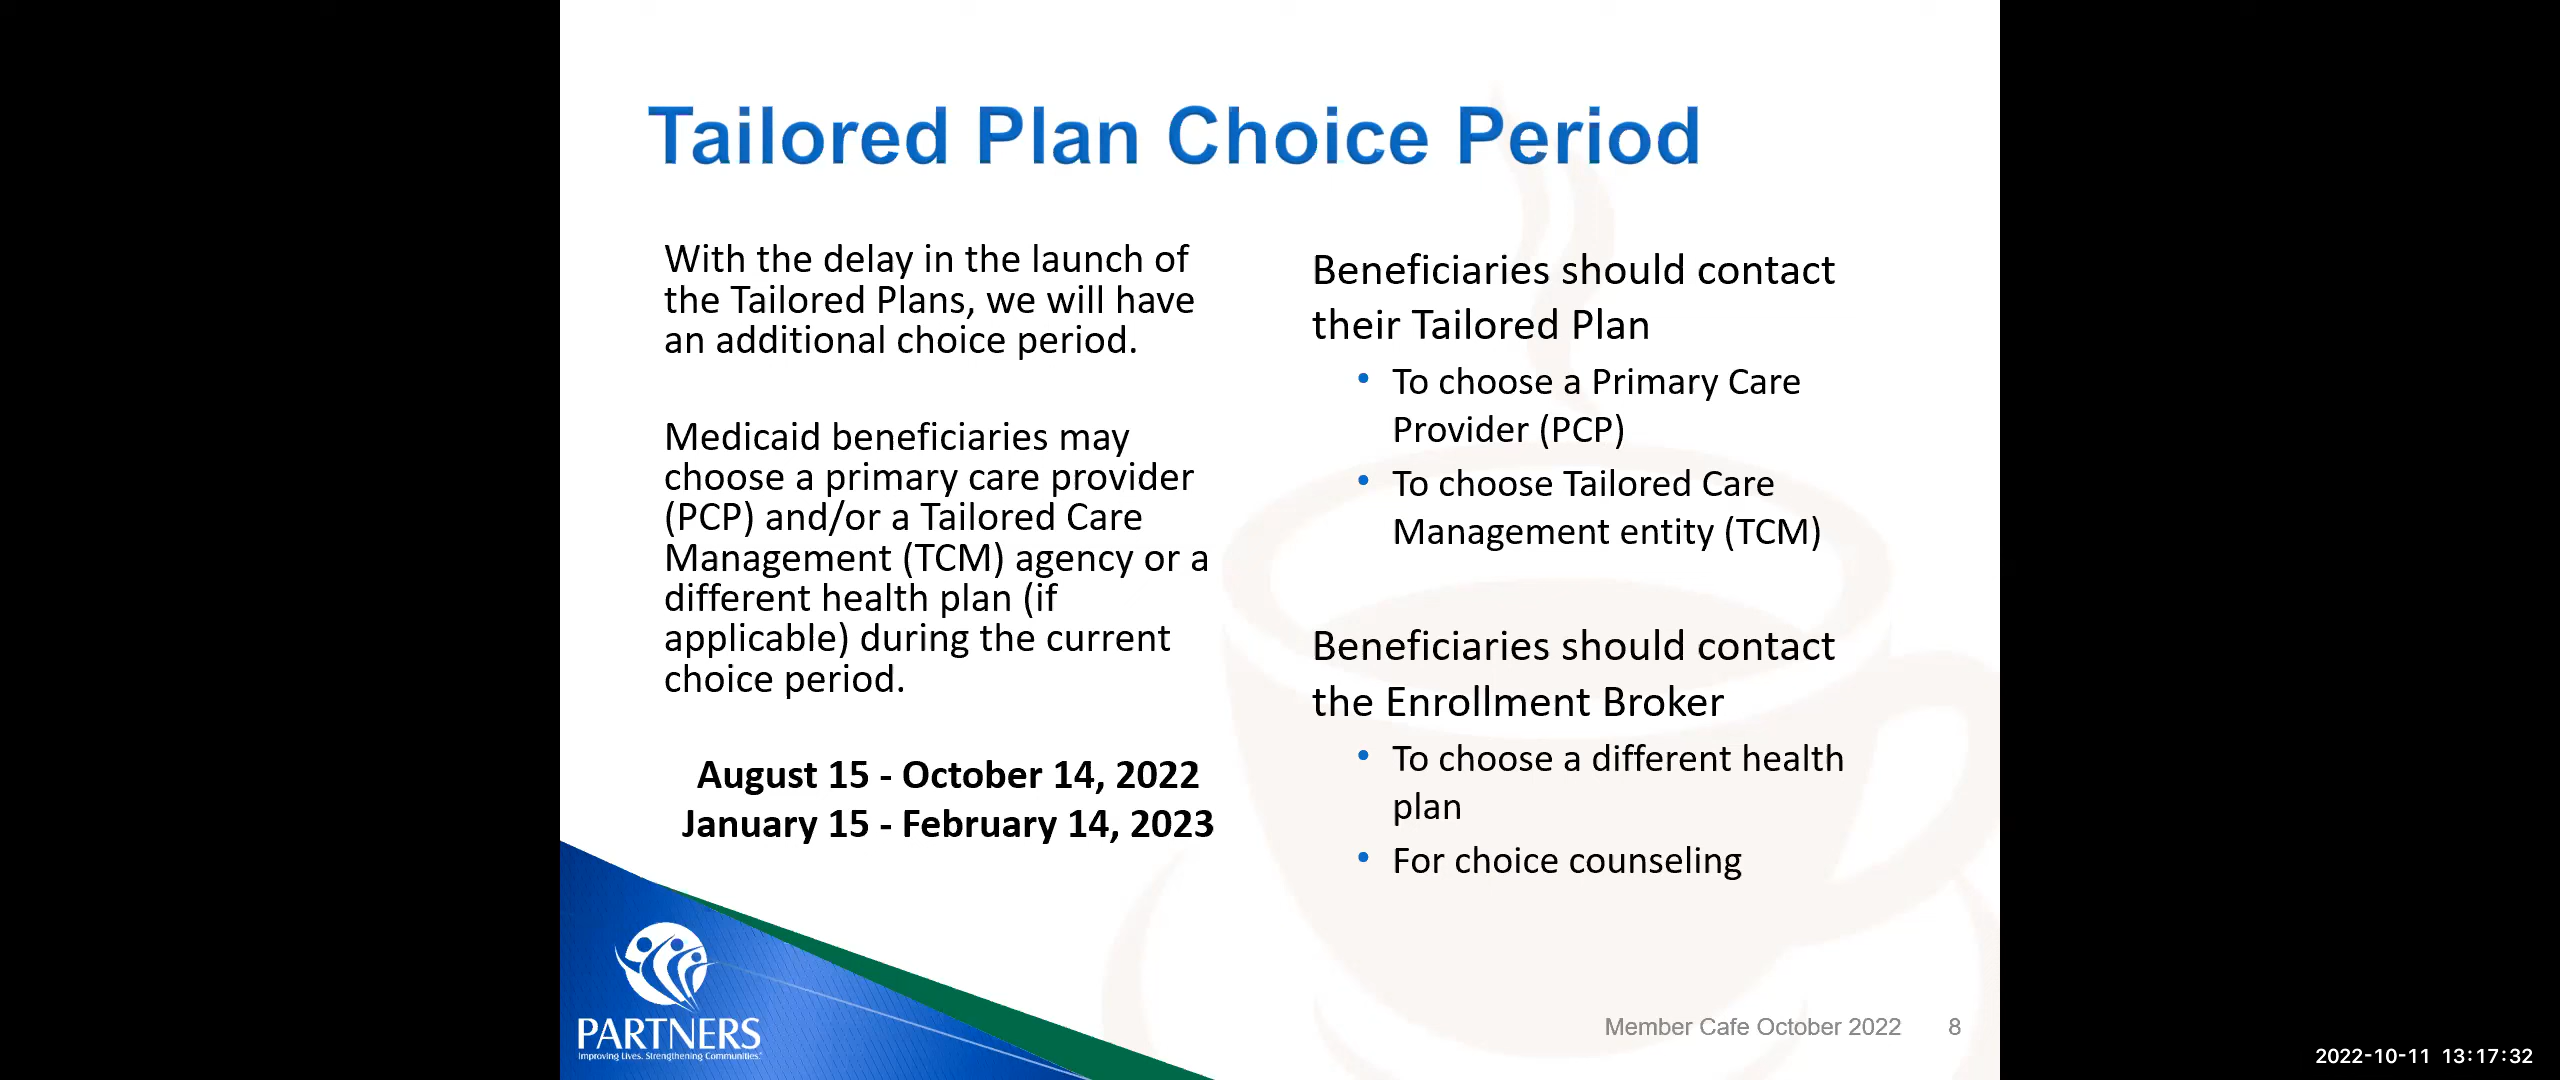 Tailored Plan Choice Period
With the delay in the launch of
the Tailored Plans, we will have
an additional choice period.
Medicaid beneficiaries may
choose a primary care provider
(PCP) and/or a Tailored Care
Management (TCM) agency or a
different health plan (if
applicable) during the current
choice period.
August 15 - October 14, 2022
January 15 - February 14, 2023
Beneficiaries should contact
their Tailored Plan
• To choose a Primary Care
Provider (PCP)
• To choose Tailored Care
Management entity (TCM)
Beneficiaries should contact
the Enrollment Broker
• To choose a different health
plan
• For choice counseling
PARTNERS
Improving Lives. Strengthening Communities.
Member Cafe October 2022 8
2022-10-11 13:17:32